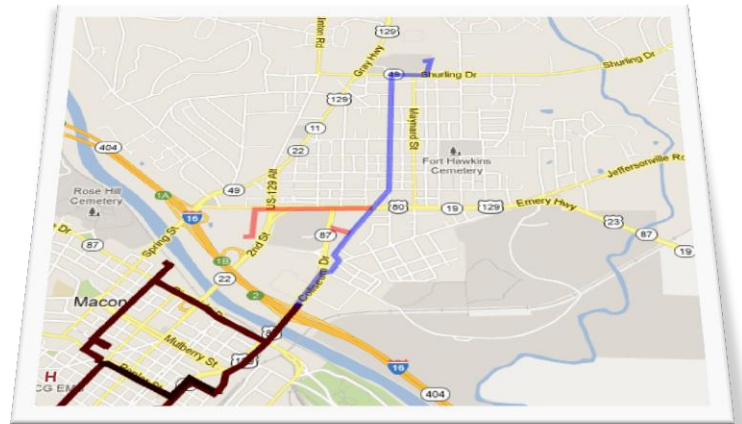 129
Gray Hwy
49
Shurling Dr
Shurling Dr
129
Maynard St
11
404
22
Fort Hawkins
Cemetery
Jeffersonville Rd
Rose Hill
Cemetery
1A
49
US-129 Alt
16
80
19
129
Emery Hwy
23
87
Spring St
2nd St
87
87
19
1B
22
Coliseum Dr
2
Macon
Mulberry St
H
16
404